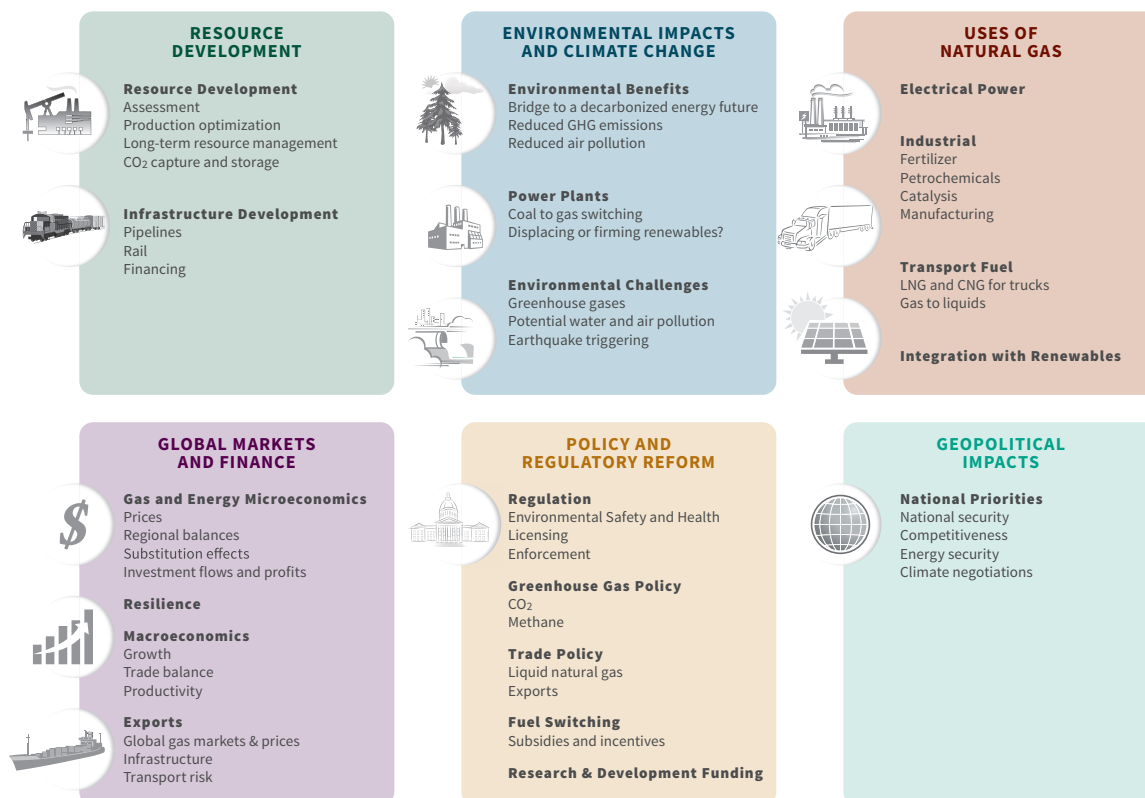 RESOURCE
DEVELOPMENT
Resource Development
Assessment
Production optimization
Long-term resource management
CO2 capture and storage
Infrastructure Development
Pipelines
Rail
Financing
ENVIRONMENTAL IMPACTS
AND CLIMATE CHANGE
Environmental Benefits
Bridge to a decarbonized energy future
Reduced GHG emissions
Reduced air pollution
Power Plants
Coal to gas switching
Displacing or firming renewables?
Environmental Challenges
Greenhouse gases
Potential water and air pollution
Earthquake triggering
USES OF
NATURAL GAS
Electrical Power
Industrial
Fertilizer
Petrochemicals
Catalysis
Manufacturing
Transport Fuel
LNG and CNG for trucks
Gas to liquids
Integration with Renewables
GLOBAL MARKETS
AND FINANCE
$
Gas and Energy Microeconomics
Prices
Regional balances
Substitution effects
Investment flows and profits
Resilience
Macroeconomics
Growth
Trade balance
Productivity
Exports
Global gas markets & prices
Infrastructure
Transport risk
POLICY AND
REGULATORY REFORM
Regulation
Environmental Safety and Health
Licensing
Enforcement
Greenhouse Gas Policy
CO2
Methane
Trade Policy
Liquid natural gas
Exports
Fuel Switching
Subsidies and incentives
Research & Development Funding
GEOPOLITICAL
IMPACTS
National Priorities
National security
Competitiveness
Energy security
Climate negotiations